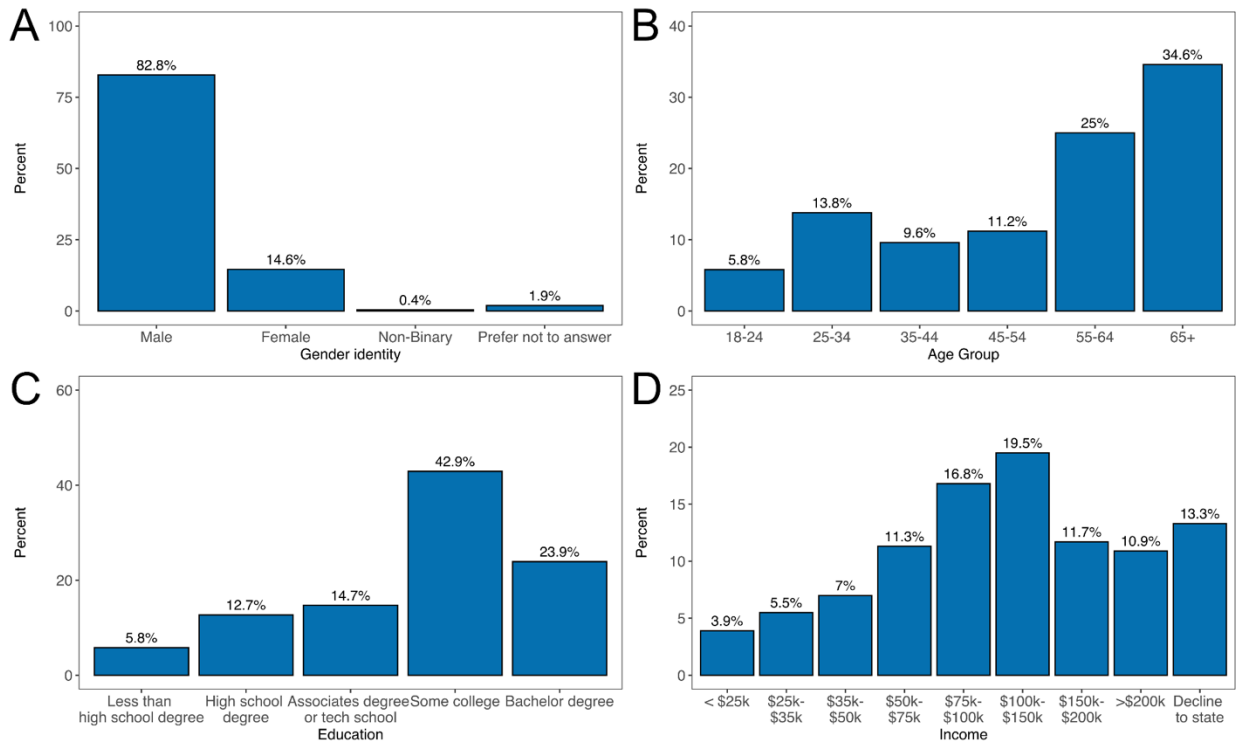 A
Percent
100
75
50
25
0
82.8%
14.6%
0.4%
1.9%
Male
Female
Non-Binary
Prefer not to answer
Gender identity
B
Percent
40
30
20
10
0
5.8%
13.8%
9.6%
11.2%
25%
34.6%
18-24
25-34
35-44
45-54
55-64
65+
Age Group
C
Percent
60
40
20
0
5.8%
12.7%
14.7%
42.9%
23.9%
Less than
high school degree
High school
degree
Associates degree
or tech school
Some college
Bachelor degree
Education
D
Percent
25
20
15
10
5
0
3.9%
5.5%
7%
11.3%
16.8%
19.5%
11.7%
10.9%
13.3%
< $25k
$25k-
$35k
$35k-
$50k
$50k-
$75k
$75k-
$100k
$100k-
$150k
$150k-
$200k
>$200k
Decline
to state
Income